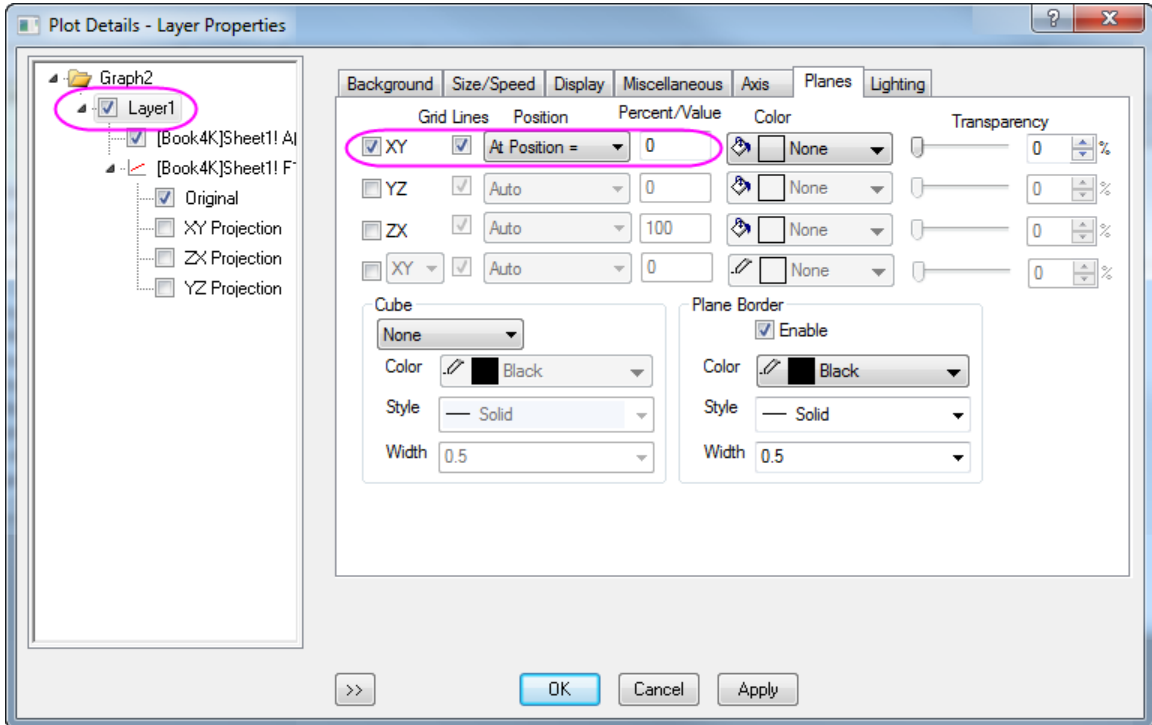 Plot Details - Layer Properties
Graph2
Layer1
[Book4K]Sheet1! A(
[Book4K]Sheet1! F
Original
XY Projection
ZX Projection
YZ Projection
Background Size/Speed Display Miscellaneous Axis Planes Lighting
Grid Lines Position Percent/Value Color Transparency
XY At Position = 0 None 0 %
YZ Auto 0 None 0 %
ZX Auto 100 None 0 %
XY Auto 0 None 0 %
Cube
None
Color Black
Style Solid
Width 0.5
Plane Border
Enable
Color Black
Style Solid
Width 0.5
>> OK Cancel Apply